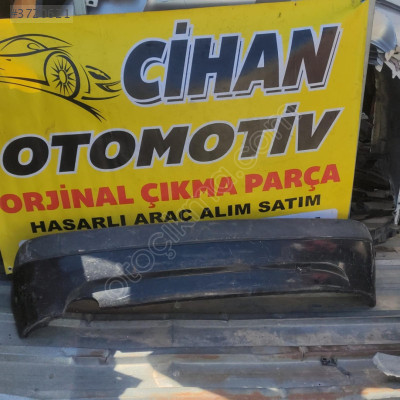 CİHAN
OTOMOTİV
ORJİNAL ÇIKMA PARÇA
HASARLI ARAÇ ALIM SATIM